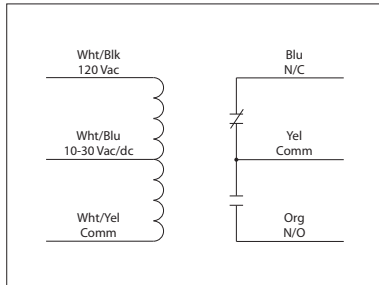 Wht/Blk
120 Vac
Wht/Blu
10-30 Vac/dc
Wht/Yel
Comm
Blu
N/C
Yel
Comm
Org
N/O